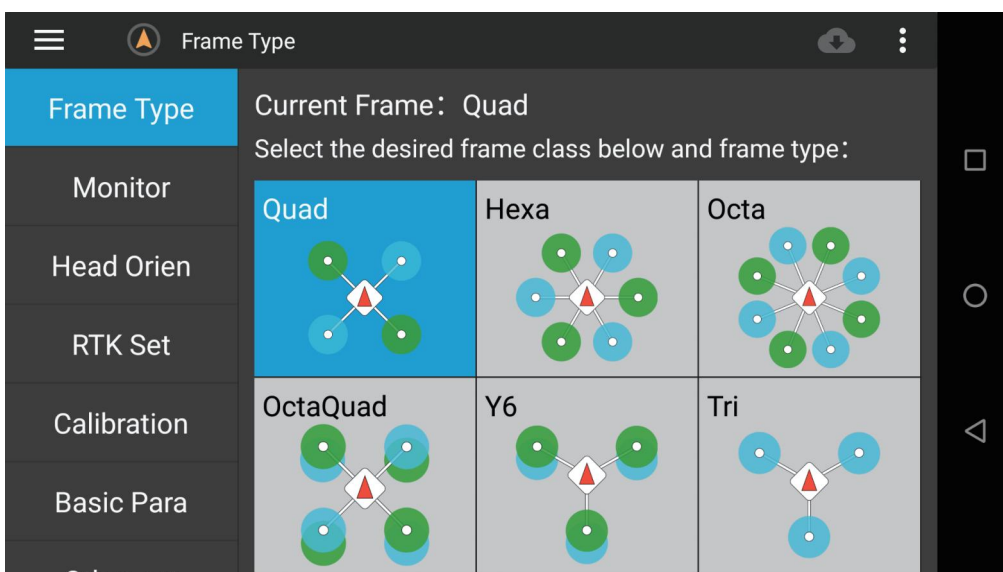 Frame Type
Frame Type
Current Frame：Quad
Select the desired frame class below and frame type：
Monitor
Head Orien
RTK Set
Calibration
Basic Para
Quad
Hexa
Octa
OctaQuad
Y6
Tri